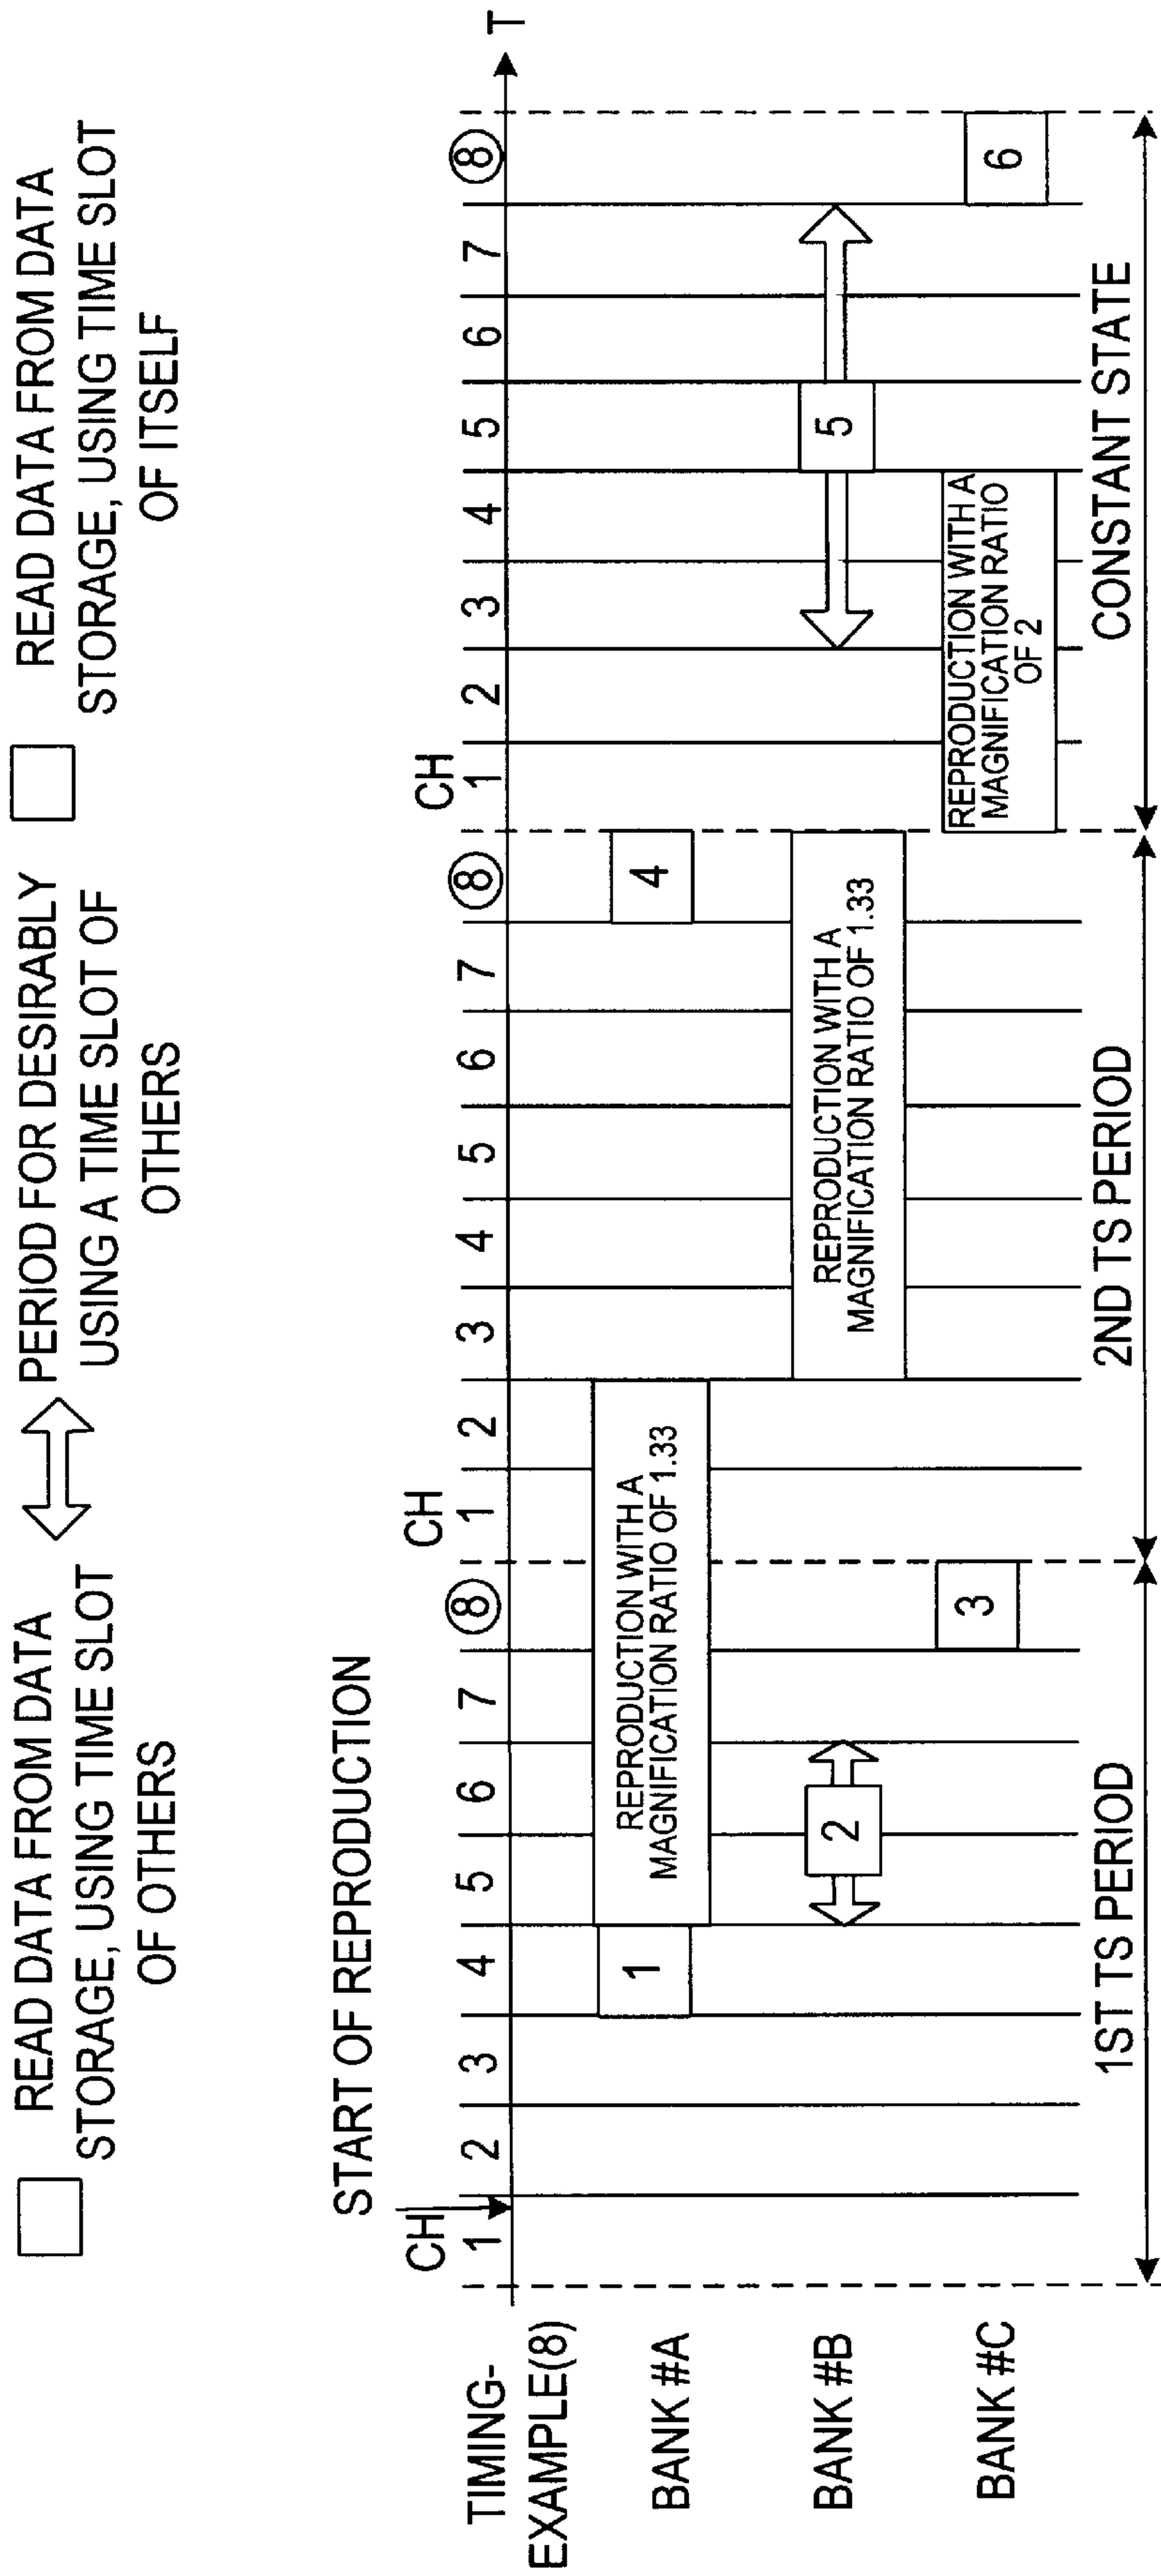 READ DATA FROM DATA
STORAGE, USING TIME SLOT
OF OTHERS
PERIOD FOR DESIRABLY
USING A TIME SLOT OF
OTHERS
READ DATA FROM DATA
STORAGE, USING TIME SLOT
OF ITSELF
START OF REPRODUCTION
CH CH CH
TIMING-
EXAMPLE(8)
1 2 3 4 5 6 7 8 1 2 3 4 5 6 7 8 1 2 3 4 5 6 7 8 T
BANK #A
1
REPRODUCTION WITH A
MAGNIFICATION RATIO OF 1.33
4
BANK #B
2
REPRODUCTION WITH A
MAGNIFICATION RATIO OF 1.33
5
BANK #C
3
REPRODUCTION WITH A
MAGNIFICATION RATIO
OF 2
6
1ST TS PERIOD
2ND TS PERIOD
CONSTANT STATE